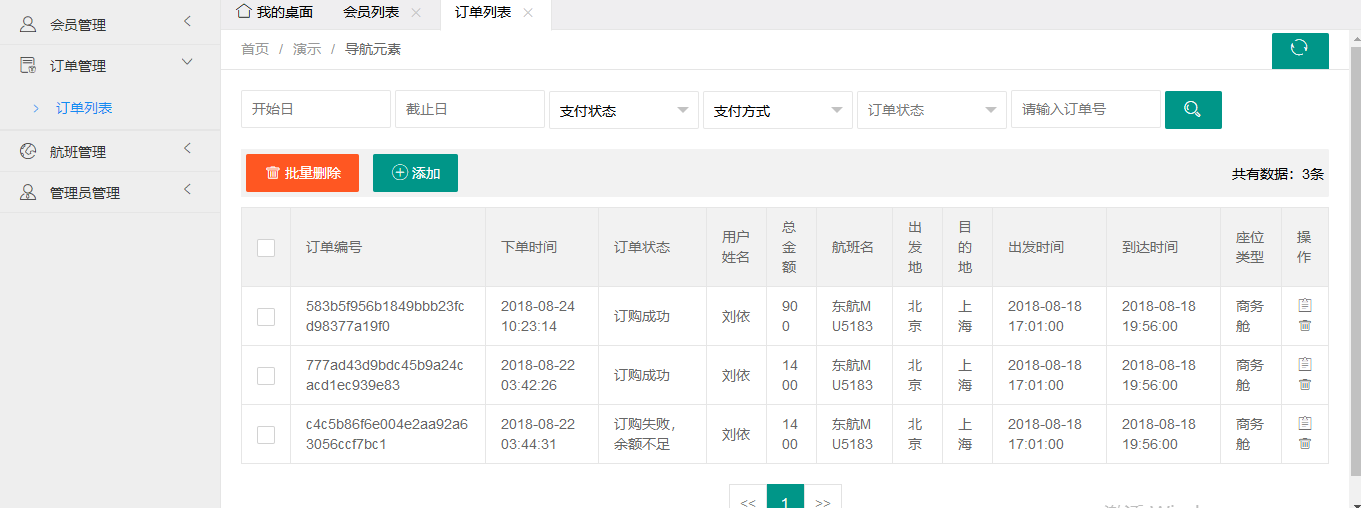 会员管理
订单管理
订单列表
航班管理
管理员管理
我的桌面 会员列表 订单列表
首页 / 演示 / 导航元素
开始日 截止日 支付状态 支付方式 订单状态 请输入订单号
批量删除 添加 共有数据：3条
订单编号 下单时间 订单状态 用户姓名 总金额 航班名 出发地 目的地 出发时间 到达时间 座位类型 操作
583b5f956b1849bbb23fcd98377a19f0 2018-08-24 10:23:14 订购成功 刘依 900 东航MU5183 北京 上海 2018-08-18 17:01:00 2018-08-18 19:56:00 商务舱
777ad43d9bdc45b9a24cacd1ec939e83 2018-08-22 03:42:26 订购成功 刘依 1400 东航MU5183 北京 上海 2018-08-18 17:01:00 2018-08-18 19:56:00 商务舱
c4c5b86f6e004e2aa92a63056ccf7bc1 2018-08-22 03:44:31 订购失败，余额不足 刘依 1400 东航MU5183 北京 上海 2018-08-18 17:01:00 2018-08-18 19:56:00 商务舱
<< 1 >>